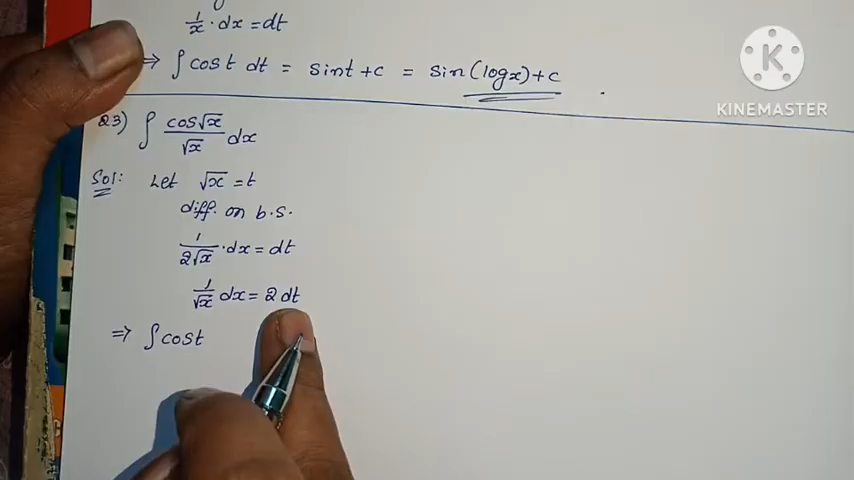 1/x · dx = dt
⇒ ∫ cos t dt = sin t + c = sin (log x) + c
23) ∫ cos√x / √x dx
Sol: Let √x = t
diff. on b.s.
1/2√x · dx = dt
1/√x dx = 2 dt
⇒ ∫ cos t
K
KINEMASTER